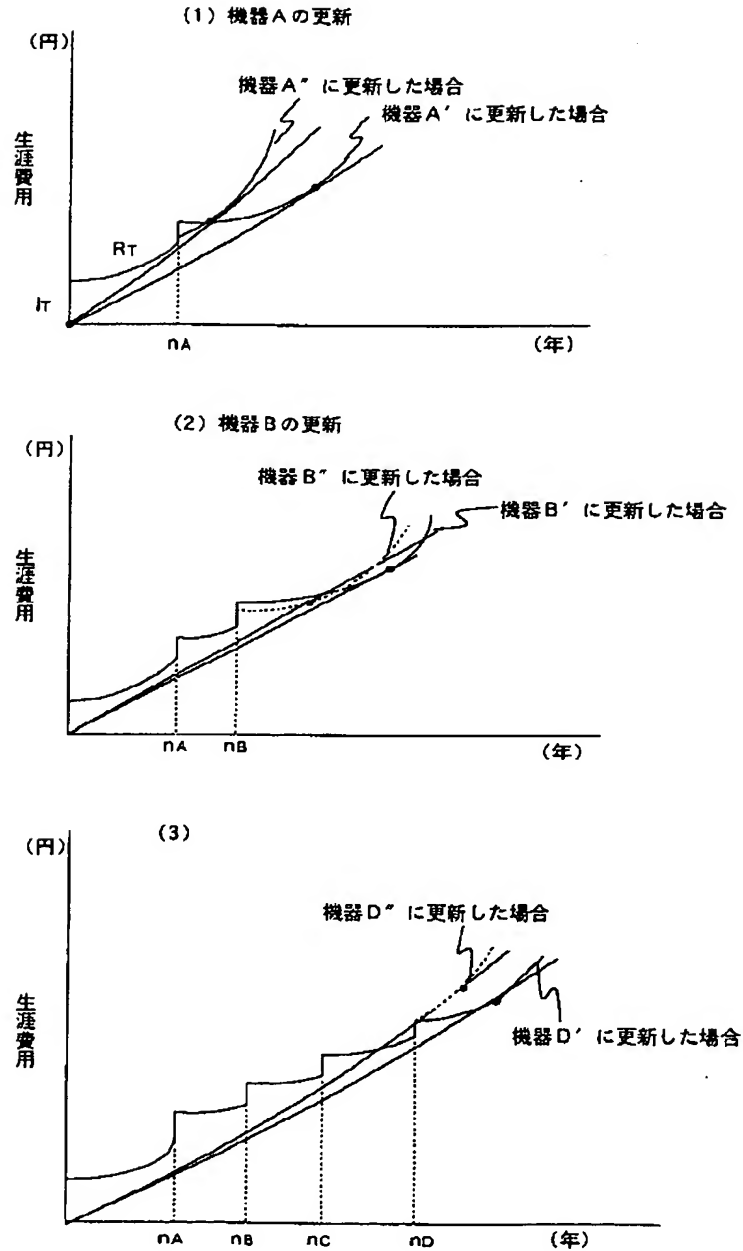 (1) 機器Aの更新
(円)
機器A″ に更新した場合
機器A′ に更新した場合
生涯費用
RT
IT
nA
(年)
(2) 機器Bの更新
(円)
機器B″ に更新した場合
機器B′ に更新した場合
生涯費用
nA
nB
(年)
(3)
(円)
機器D″ に更新した場合
生涯費用
機器D′ に更新した場合
nA
nB
nC
nD
(年)